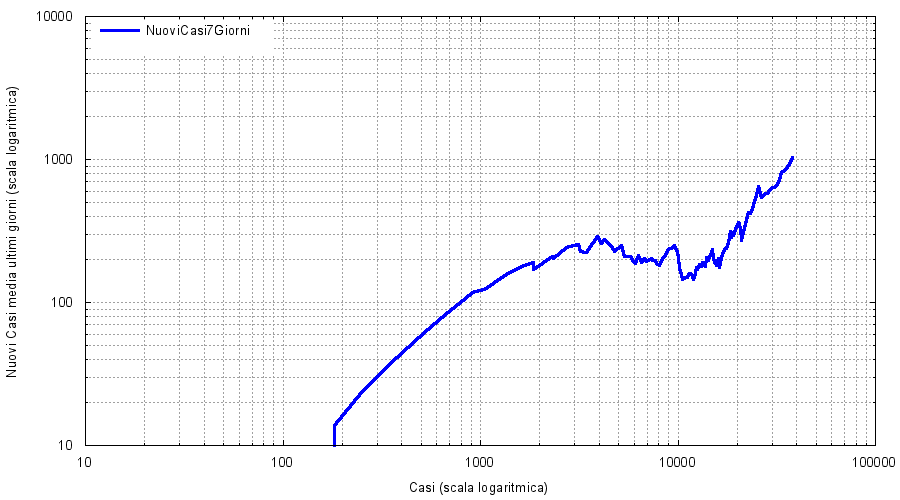 10000
NuoviCasi7Giorni
1000
Nuovi Casi media ultimi giorni (scala logaritmica)
100
10
10 100 1000 10000 100000
Casi (scala logaritmica)